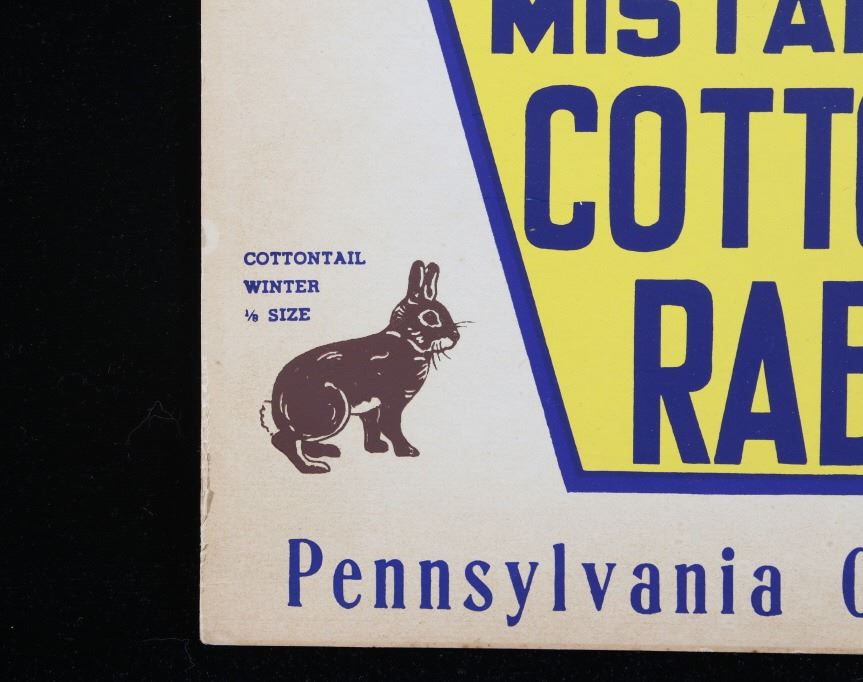 MISTA
COTTO
RAB
COTTONTAIL
WINTER
⅛ SIZE
Pennsylvania